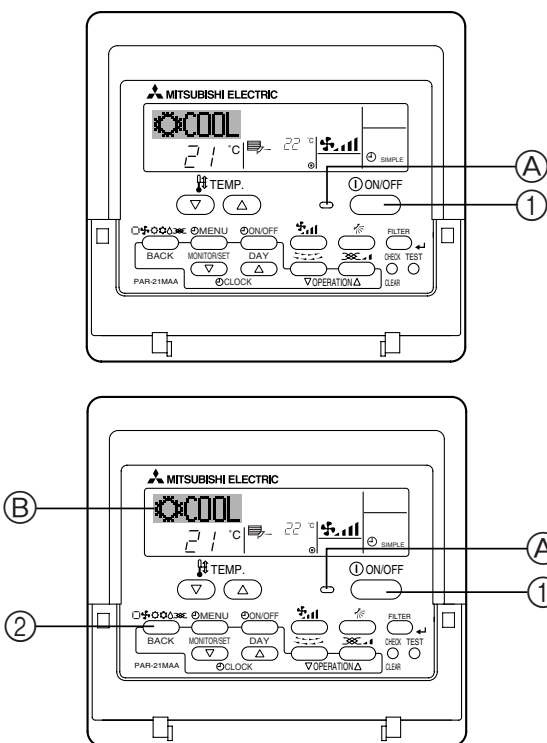 MITSUBISHI ELECTRIC
COOL
21 °C 22 °C
SIMPLE
A
TEMP. ON/OFF
1
MENU ON/OFF FILTER
BACK MONITOR/SET DAY CHECK TEST
PAR-21MAA CLOCK ▽OPERATION△ CLEAR
MITSUBISHI ELECTRIC
B COOL
21 °C 22 °C
SIMPLE
A
TEMP. ON/OFF
1
MENU ON/OFF FILTER
2
BACK MONITOR/SET DAY CHECK TEST
PAR-21MAA CLOCK ▽OPERATION△ CLEAR